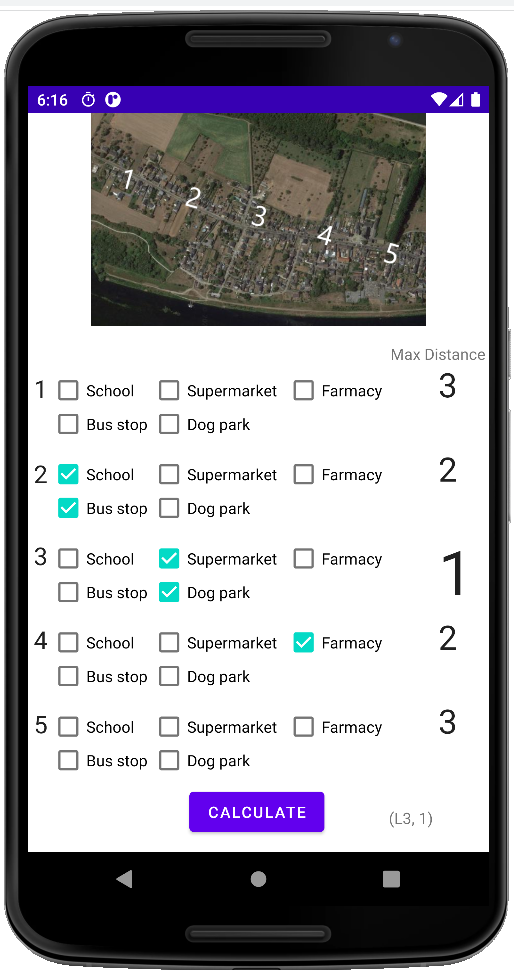 6:16
1
2
3
4
5
Max Distance
1 School Supermarket Farmacy 3
Bus stop Dog park
2 School Supermarket Farmacy 2
Bus stop Dog park
3 School Supermarket Farmacy 1
Bus stop Dog park
4 School Supermarket Farmacy 2
Bus stop Dog park
5 School Supermarket Farmacy 3
Bus stop Dog park
CALCULATE (L3, 1)